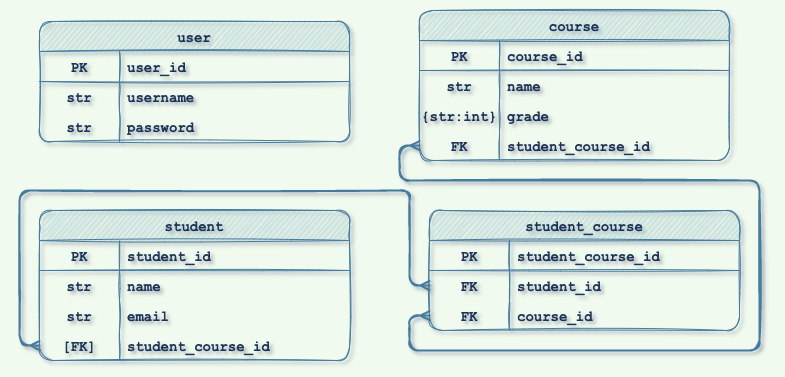 user
PK user_id
str username
str password
course
PK course_id
str name
{str:int} grade
FK student_course_id
student
PK student_id
str name
str email
[FK] student_course_id
student_course
PK student_course_id
FK student_id
FK course_id